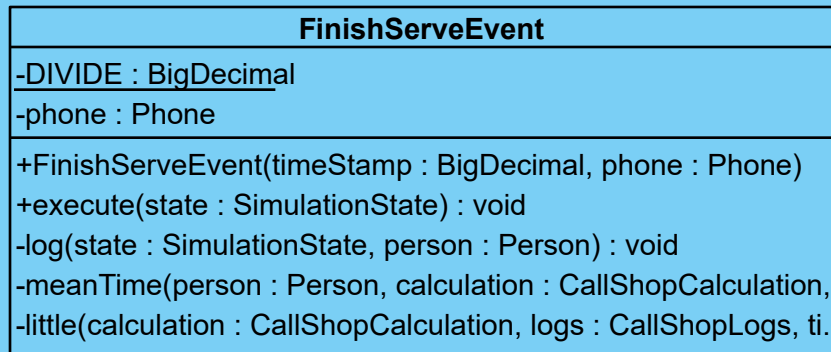 FinishServeEvent
-DIVIDE : BigDecimal
-phone : Phone
+FinishServeEvent(timeStamp : BigDecimal, phone : Phone)
+execute(state : SimulationState) : void
-log(state : SimulationState, person : Person) : void
-meanTime(person : Person, calculation : CallShopCalculation,
-little(calculation : CallShopCalculation, logs : CallShopLogs, ti..